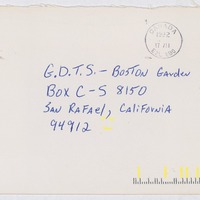 G.D.T.S. - BOSTON GARDEN
BOX C-S 8150
SAN RAFAEL, CALIFORNIA
94912